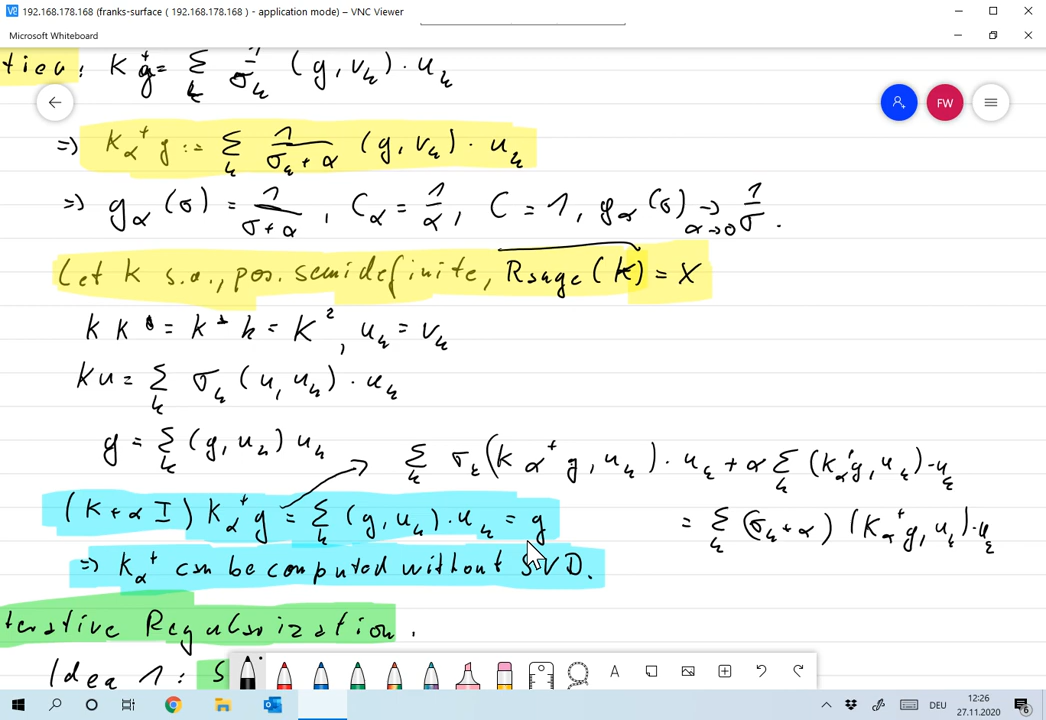 192.168.178.168 (franks-surface ( 192.168.178.168 ) - application mode) – VNC Viewer
Microsoft Whiteboard
K⁺g = Σ_k 1/σ_k (g, v_k) · u_k
FW
=> K_α⁺ g := Σ_k 1/(σ_k + α) (g, v_k) · u_k
=> g_α(σ) = 1/(σ+α), C_α = 1/α, C = 1, g_α(σ) →_{α→0} 1/σ.
Let K s.a., pos. semidefinite, \overline{Range(K)} = X
K K* = K* K = K², u_k = v_k
Ku = Σ_k σ_k (u, u_k) · u_k
g = Σ_k (g, u_k) u_k
Σ_k σ_k (K_α⁺ g, u_k) · u_k + α Σ_k (K_α⁺ g, u_k) · u_k
(K + α I) K_α⁺ g = Σ_k (g, u_k) · u_k = g
= Σ_k (σ_k + α) (K_α⁺ g, u_k) · u_k
=> K_α⁺ can be computed without SVD.
terative Regularization.
Idea 1: S
A
DEU
12:26
27.11.2020
6